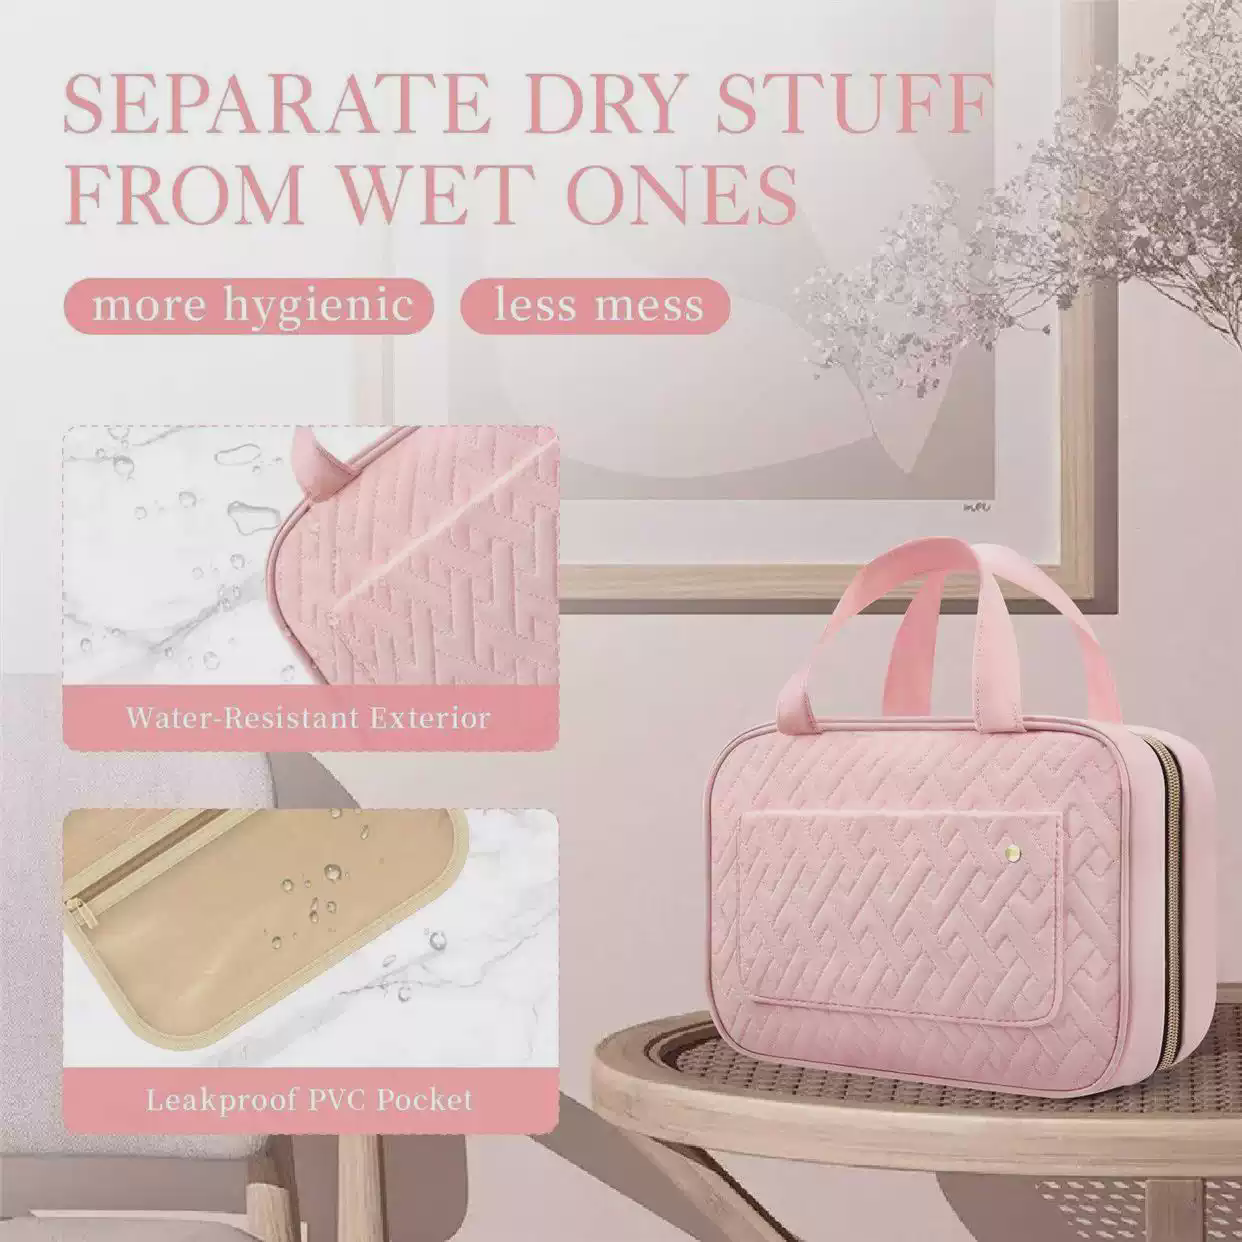 SEPARATE DRY STUFF
FROM WET ONES
more hygienic
less mess
Water-Resistant Exterior
Leakproof PVC Pocket